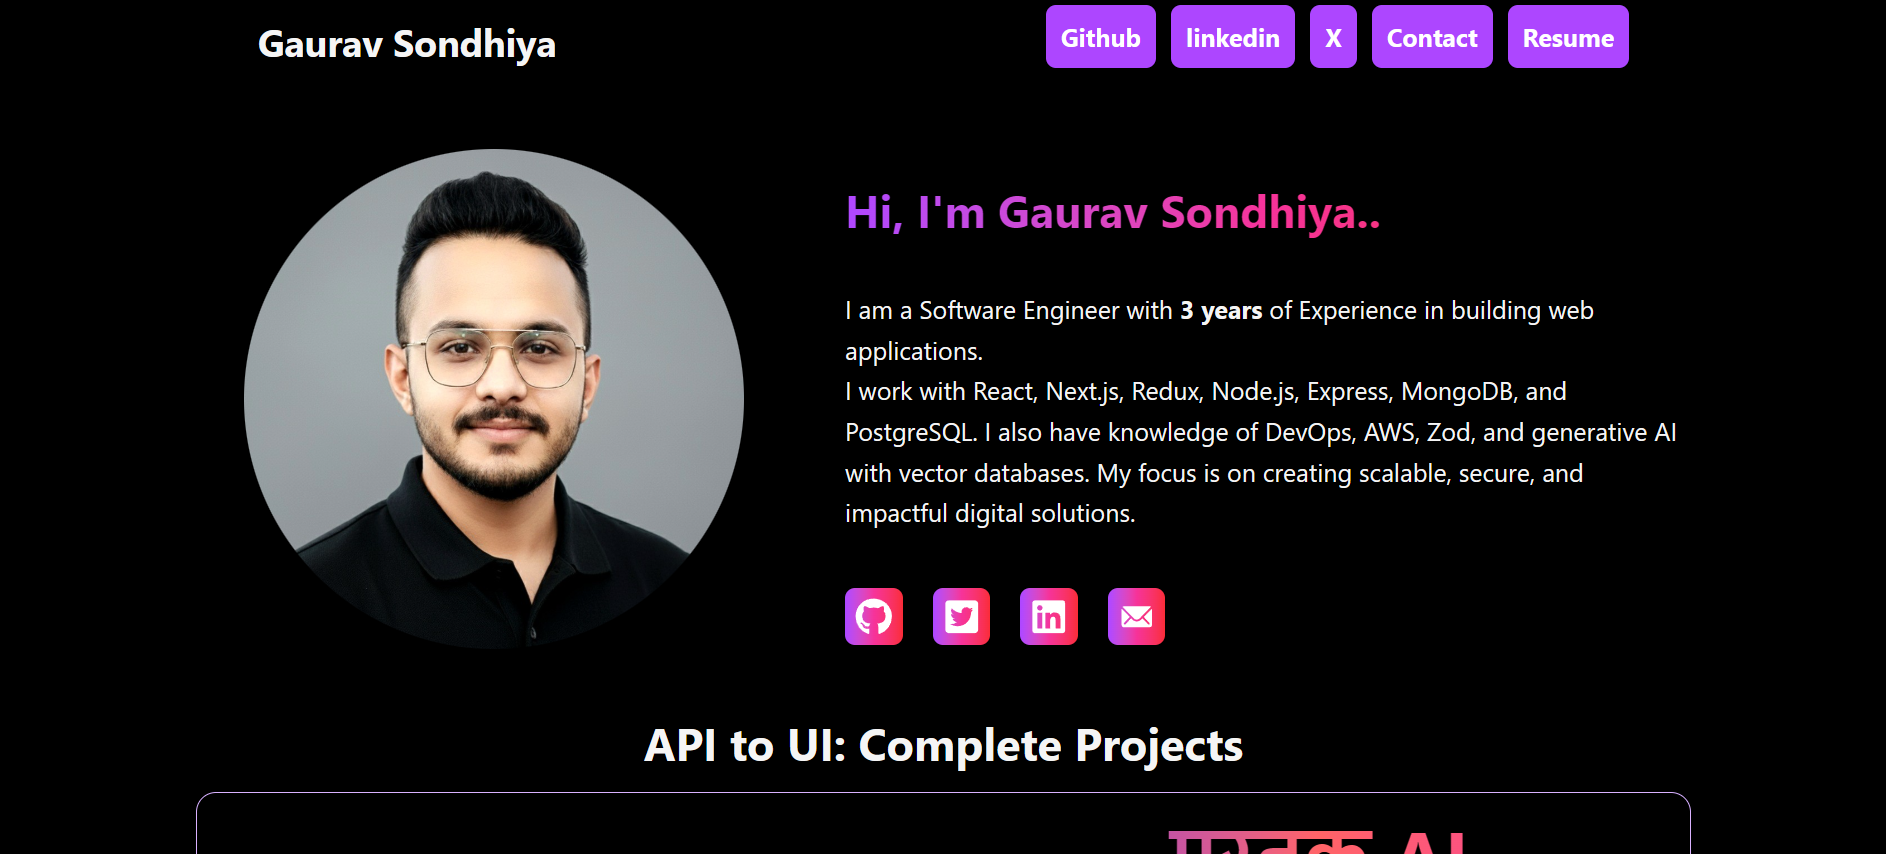 Gaurav Sondhiya
Github
linkedin
X
Contact
Resume
Hi, I'm Gaurav Sondhiya..
I am a Software Engineer with 3 years of Experience in building web
applications.
I work with React, Next.js, Redux, Node.js, Express, MongoDB, and
PostgreSQL. I also have knowledge of DevOps, AWS, Zod, and generative AI
with vector databases. My focus is on creating scalable, secure, and
impactful digital solutions.
in
API to UI: Complete Projects
AI